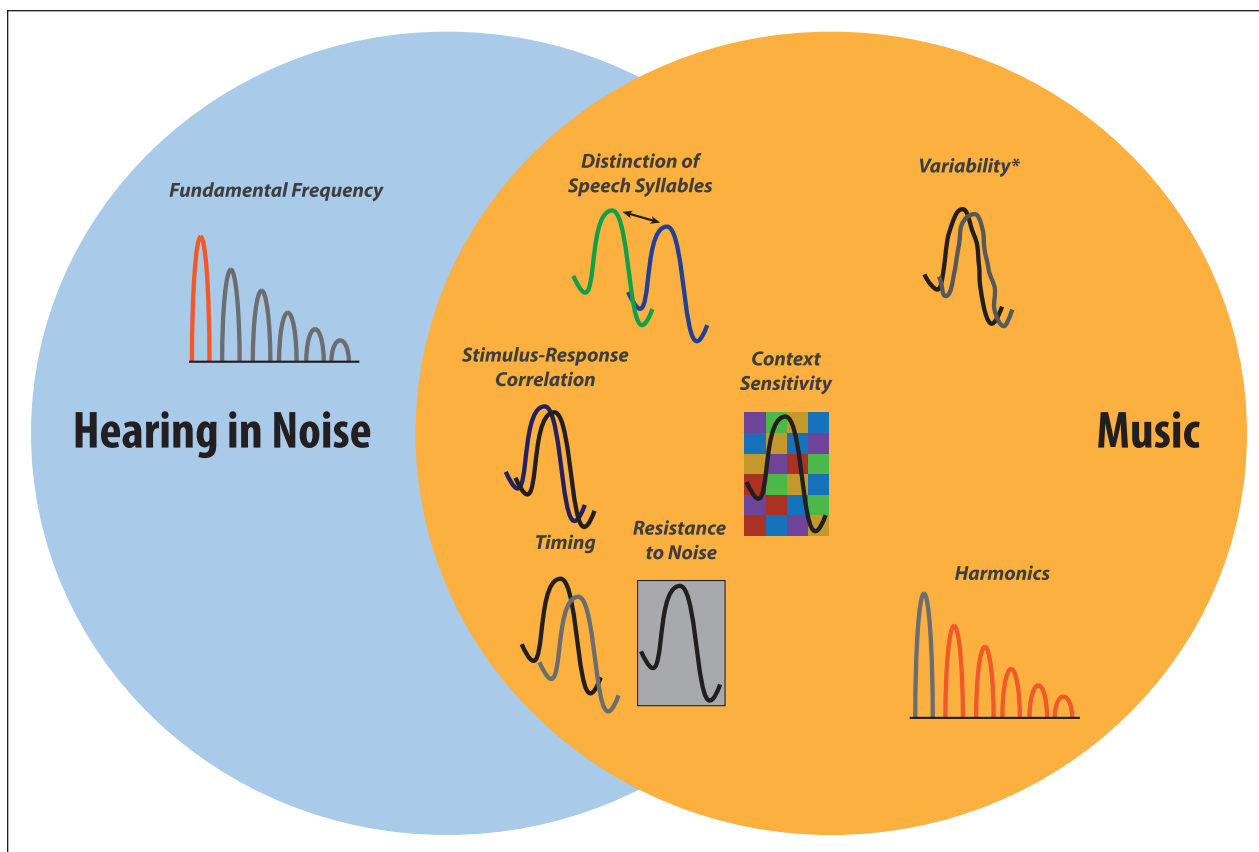 Fundamental Frequency
Distinction of
Speech Syllables
Variability*
Stimulus-Response
Correlation
Context
Sensitivity
Hearing in Noise
Music
Timing
Resistance
to Noise
Harmonics